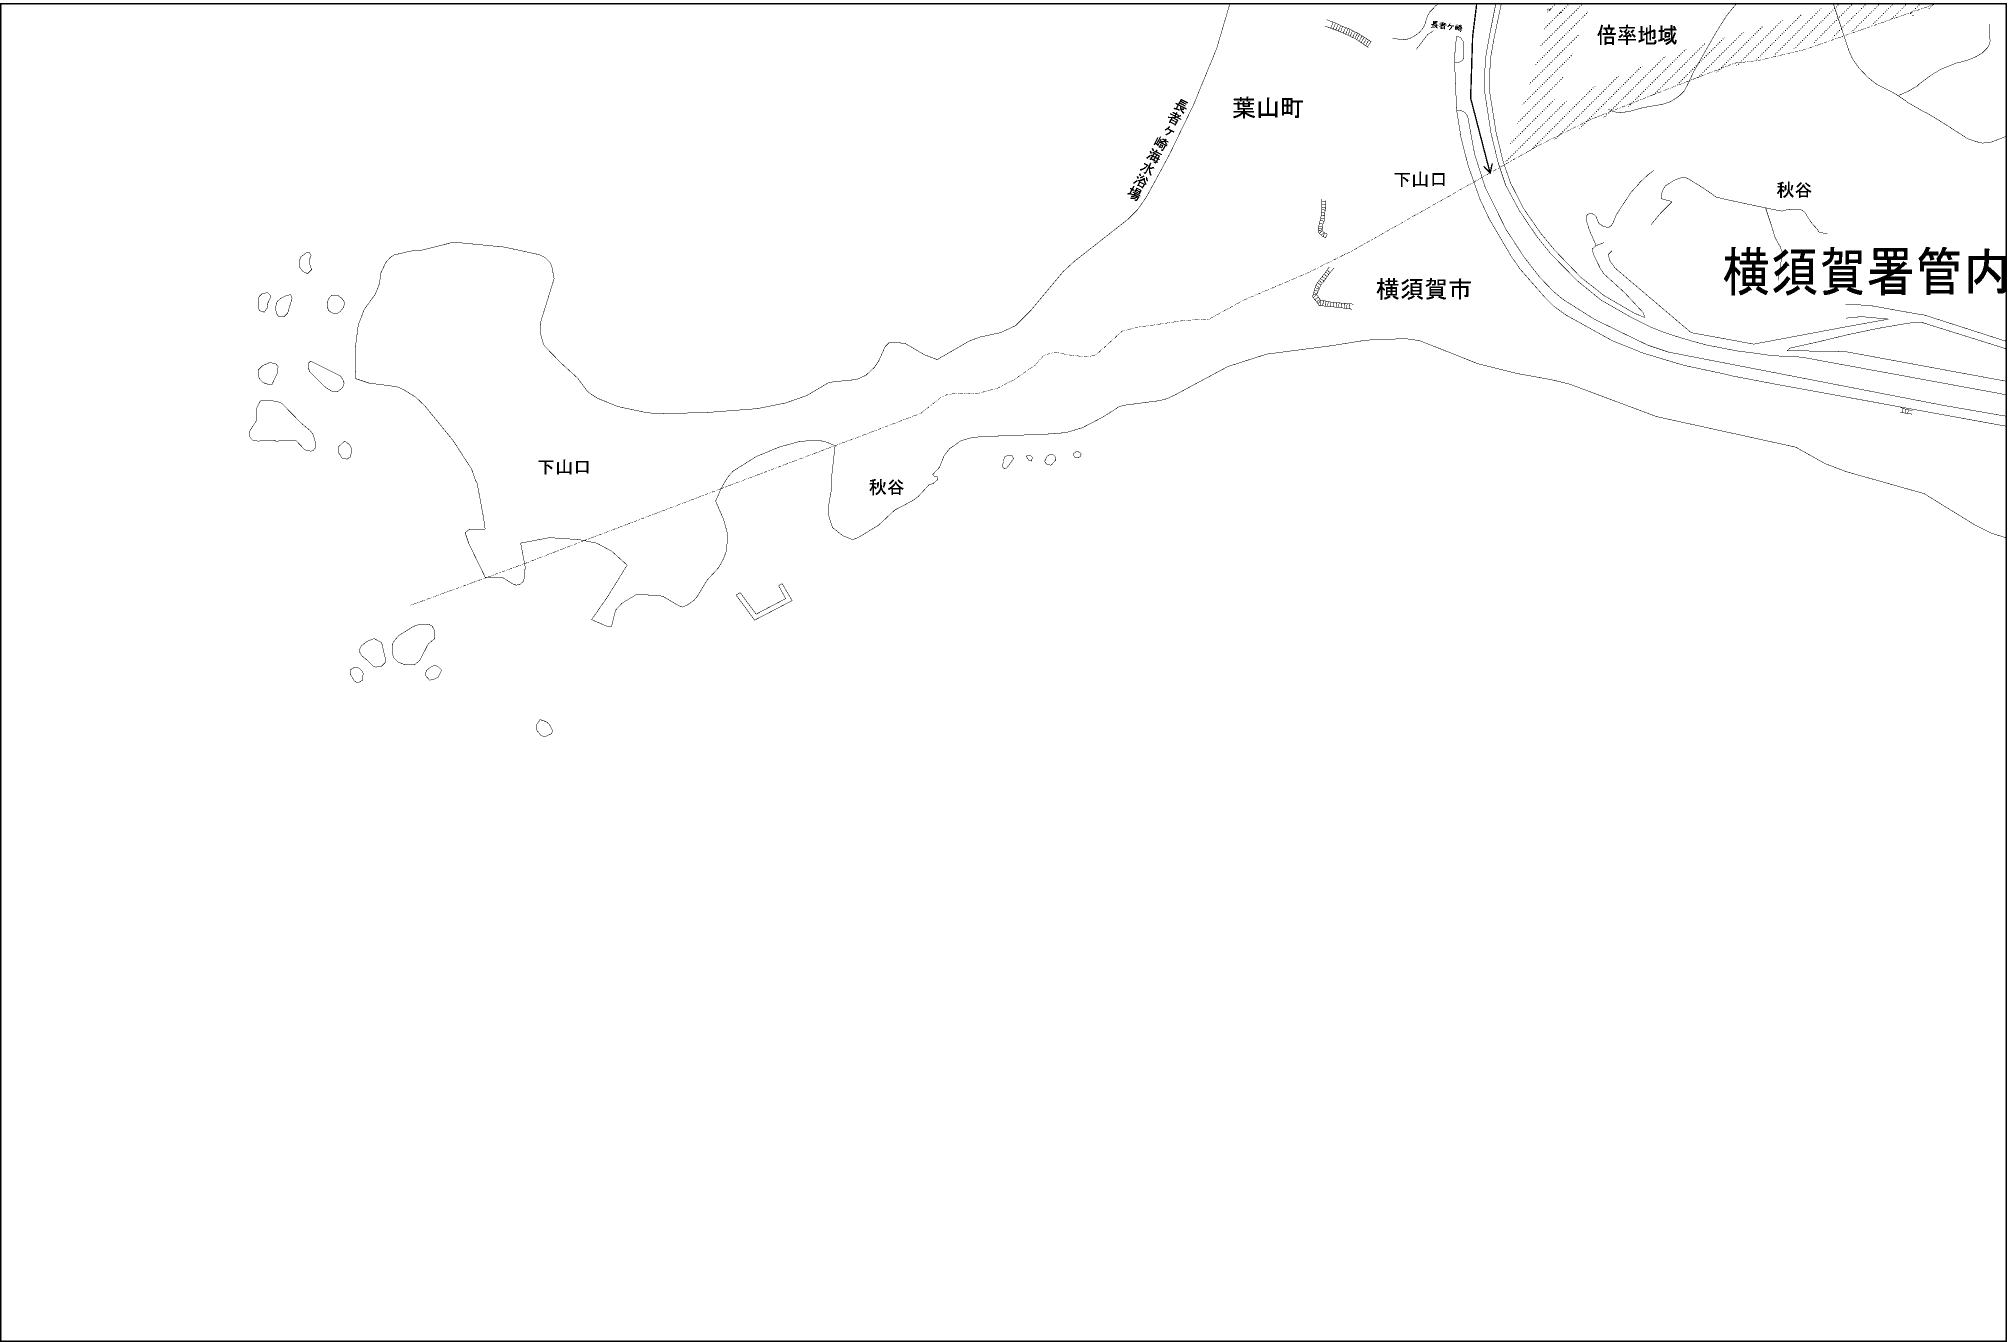 長者ケ崎
倍率地域
葉山町
長者ヶ崎海水浴場
下山口
秋谷
横須賀署管内
横須賀市
下山口
秋谷